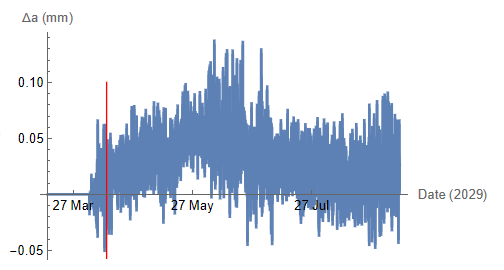 Δa (mm)
0.10
0.05
-0.05
27 Mar
27 May
27 Jul
Date (2029)